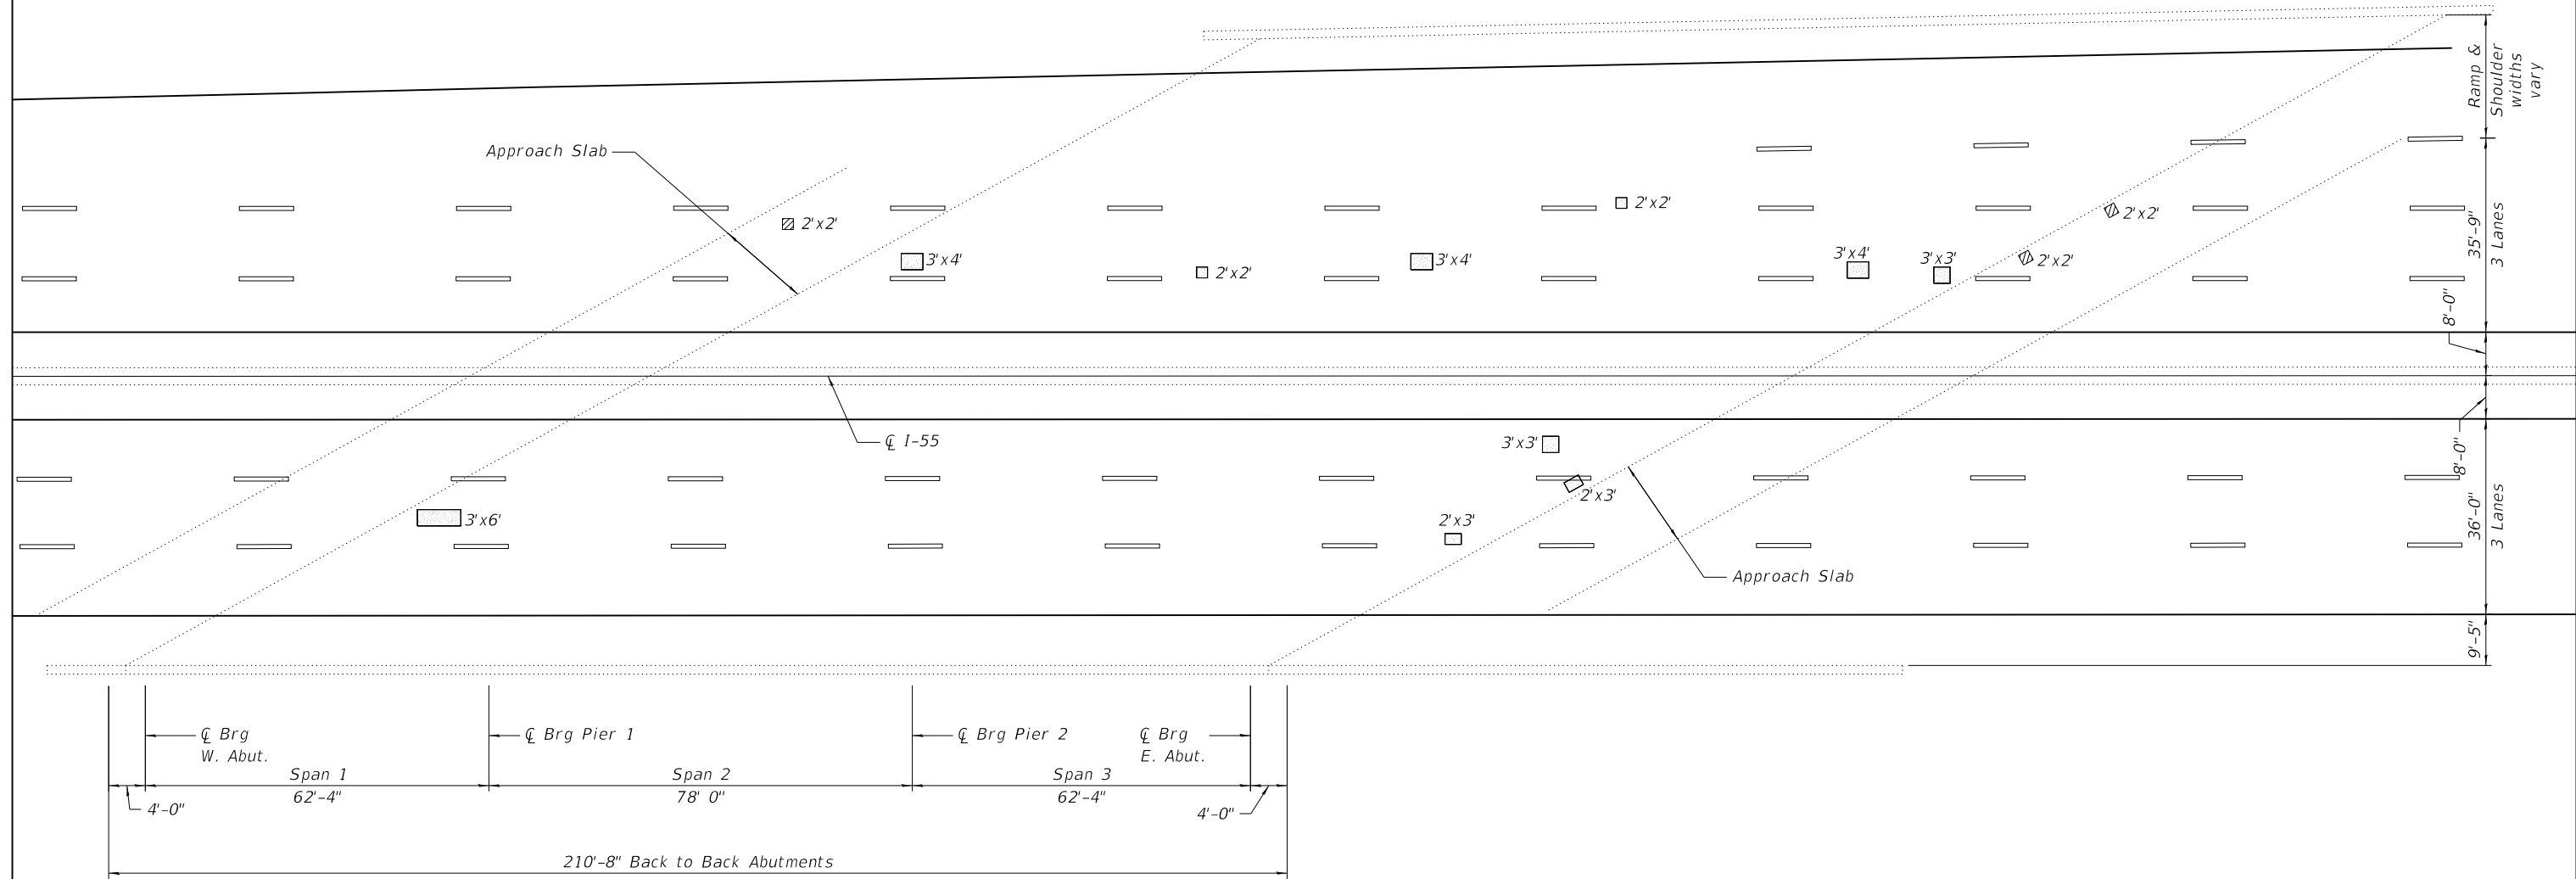 Ramp &
Shoulder
widths
vary
Approach Slab
2'x2'
2'x2'
2'x2'
3'x4'
2'x2'
3'x4'
3'x4'
3'x3'
2'x2'
35'-9"
3 Lanes
8'-0"
℄ I-55
3'x3'
8'-0"
2'x3'
3'x6'
2'x3'
36'-0"
3 Lanes
Approach Slab
9'-5"
℄ Brg
W. Abut.
℄ Brg Pier 1
℄ Brg Pier 2
℄ Brg
E. Abut.
Span 1
62'-4"
Span 2
78' 0"
Span 3
62'-4"
4'-0"
4'-0"
210'-8" Back to Back Abutments